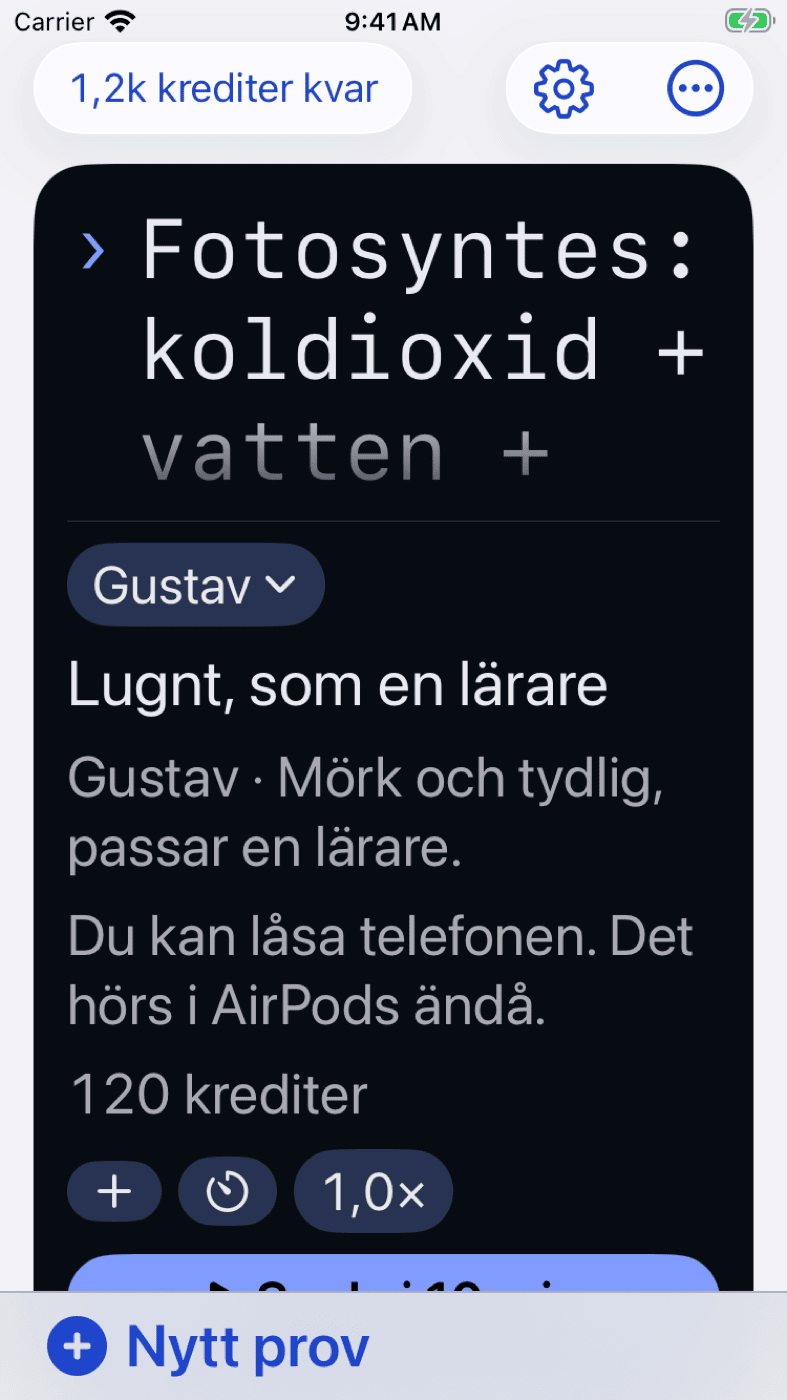 Carrier 9:41 AM
1,2k krediter kvar
Fotosyntes:
koldioxid +
vatten +
Gustav
Lugnt, som en lärare
Gustav · Mörk och tydlig,
passar en lärare.
Du kan låsa telefonen. Det
hörs i AirPods ändå.
120 krediter
1,0×
Nytt prov